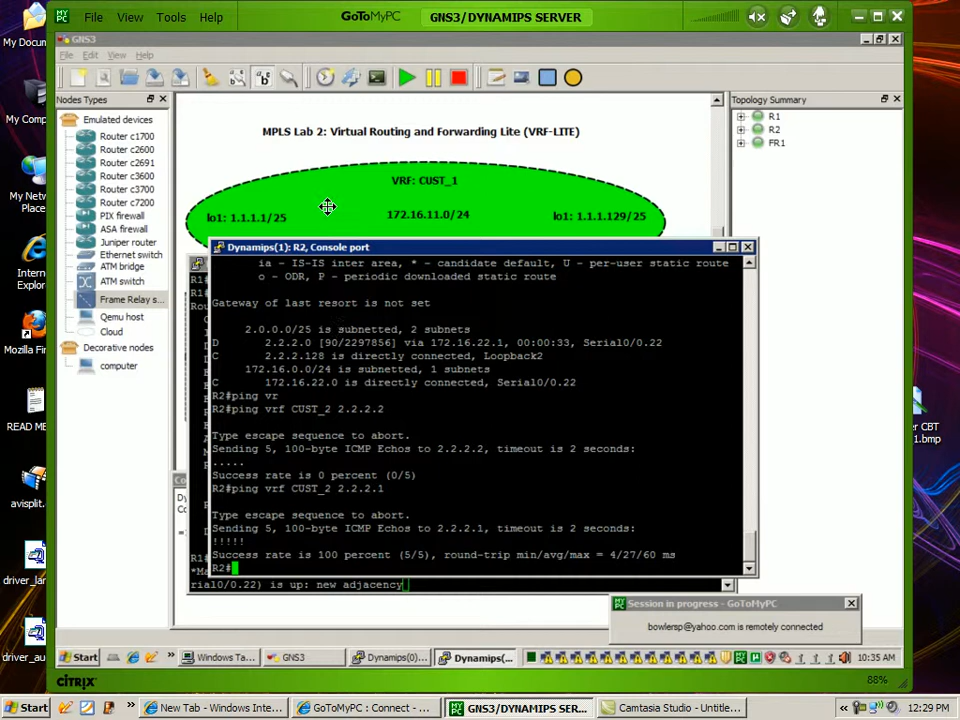 File View Tools Help
GoToMyPC
GNS3/DYNAMIPS SERVER
My Docum
GNS3
File Edit View Help
Nodes Types
Emulated devices
Router c1700
Router c2600
Router c2691
Router c3600
Router c3700
Router c7200
PIX firewall
ASA firewall
Juniper router
Ethernet switch
ATM bridge
ATM switch
Frame Relay s...
Qemu host
Cloud
Decorative nodes
computer
MPLS Lab 2: Virtual Routing and Forwarding Lite (VRF-LITE)
VRF: CUST_1
lo1: 1.1.1.1/25
172.16.11.0/24
lo1: 1.1.1.129/25
Topology Summary
R1
R2
FR1
My Comp
My Netw
Place
Intern
Explore
Mozilla Fire
READ ME
avisplit.
driver_lan
driver_au
er CBT
1.bmp
Dynamips(1): R2, Console port
ia - IS-IS inter area, * - candidate default, U - per-user static route
o - ODR, P - periodic downloaded static route
Gateway of last resort is not set
2.0.0.0/25 is subnetted, 2 subnets
D 2.2.2.0 [90/2297856] via 172.16.22.1, 00:00:33, Serial0/0.22
C 2.2.2.128 is directly connected, Loopback2
172.16.0.0/24 is subnetted, 1 subnets
C 172.16.22.0 is directly connected, Serial0/0.22
R2#ping vr
R2#ping vrf CUST_2 2.2.2.2
Type escape sequence to abort.
Sending 5, 100-byte ICMP Echos to 2.2.2.2, timeout is 2 seconds:
.....
Success rate is 0 percent (0/5)
R2#ping vrf CUST_2 2.2.2.1
Type escape sequence to abort.
Sending 5, 100-byte ICMP Echos to 2.2.2.1, timeout is 2 seconds:
!!!!!
Success rate is 100 percent (5/5), round-trip min/avg/max = 4/27/60 ms
R2#
rial0/0.22) is up: new adjacency
Session in progress - GoToMyPC
bowlersp@yahoo.com is remotely connected
Start
Windows Ta...
GNS3
Dynamips(0)...
Dynamips(...
10:35 AM
CITRIX
88%
Start
New Tab - Windows Inte...
GoToMyPC : Connect - ...
GNS3/DYNAMIPS SER...
Camtasia Studio - Untitle...
12:29 PM